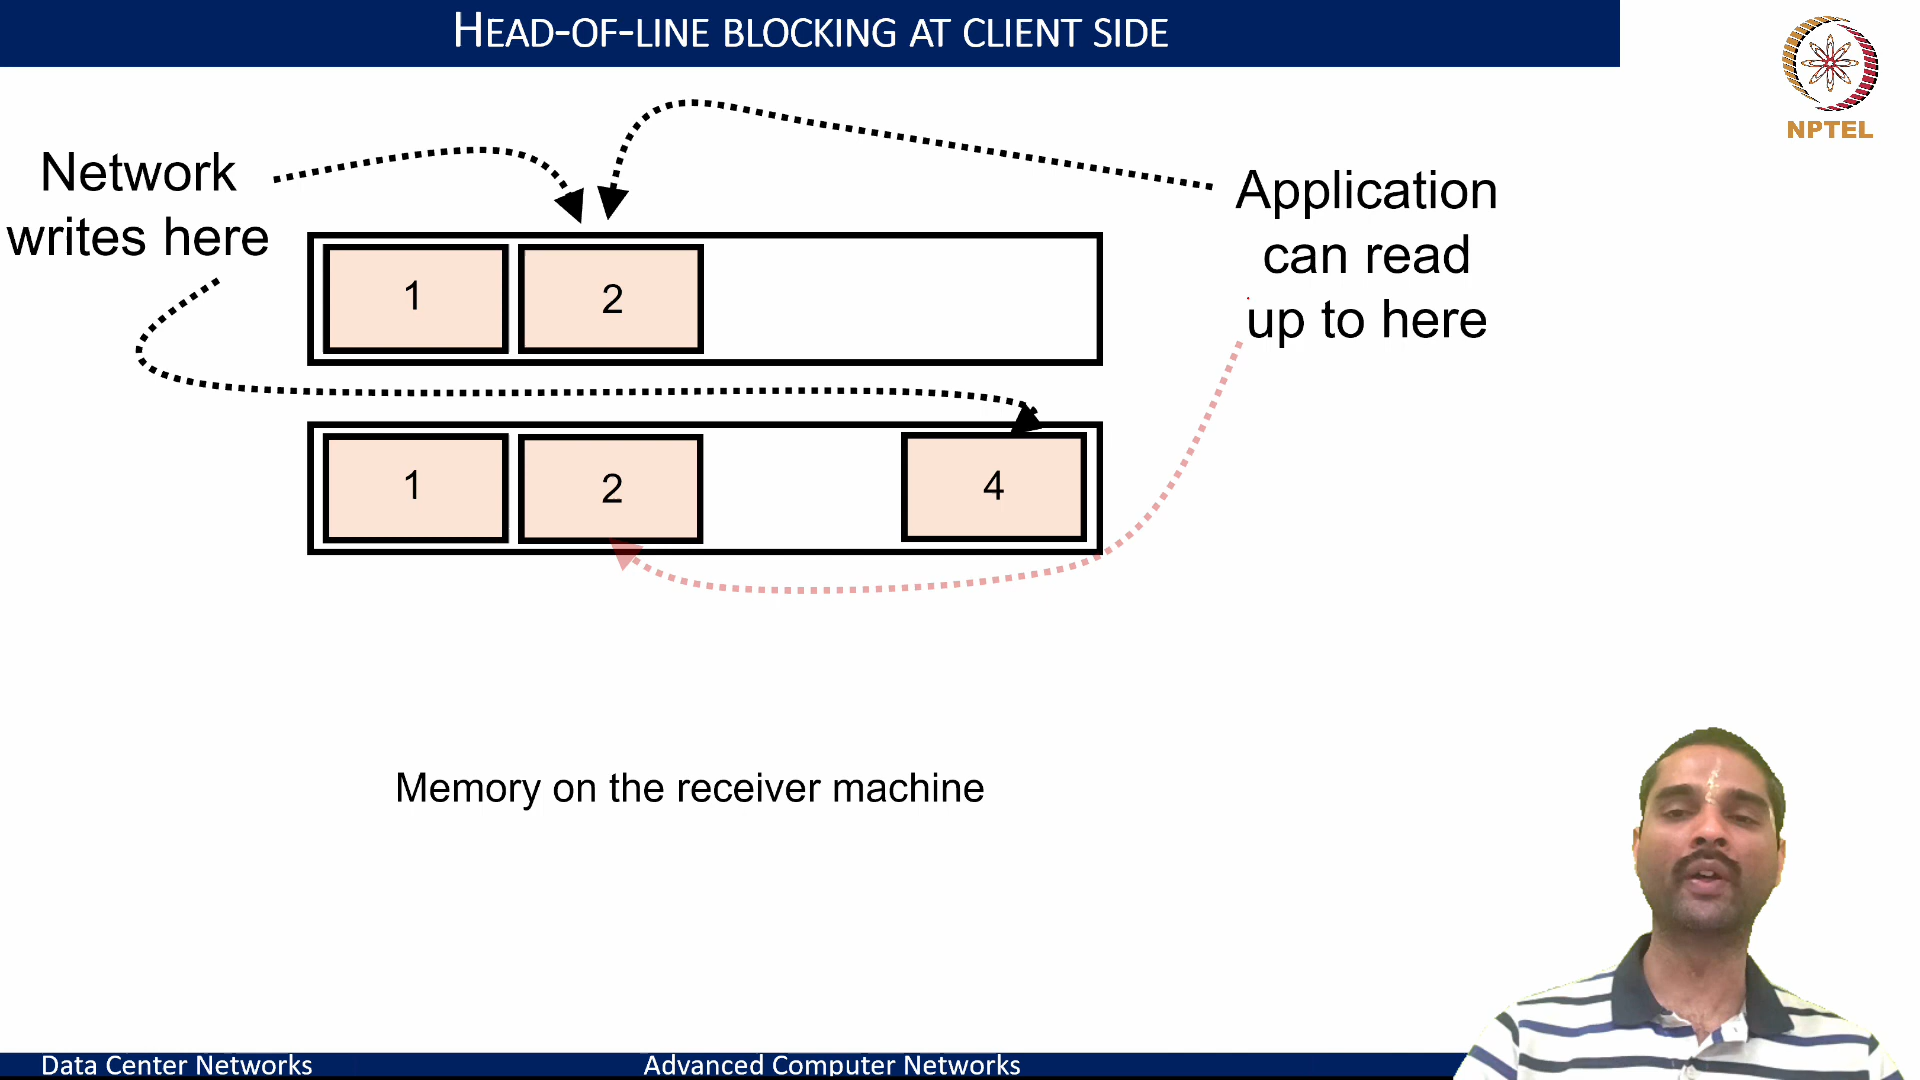 HEAD-OF-LINE BLOCKING AT CLIENT SIDE
NPTEL
Network
writes here
Application
can read
up to here
1
2
1
2
4
Memory on the receiver machine
Data Center Networks
Advanced Computer Networks